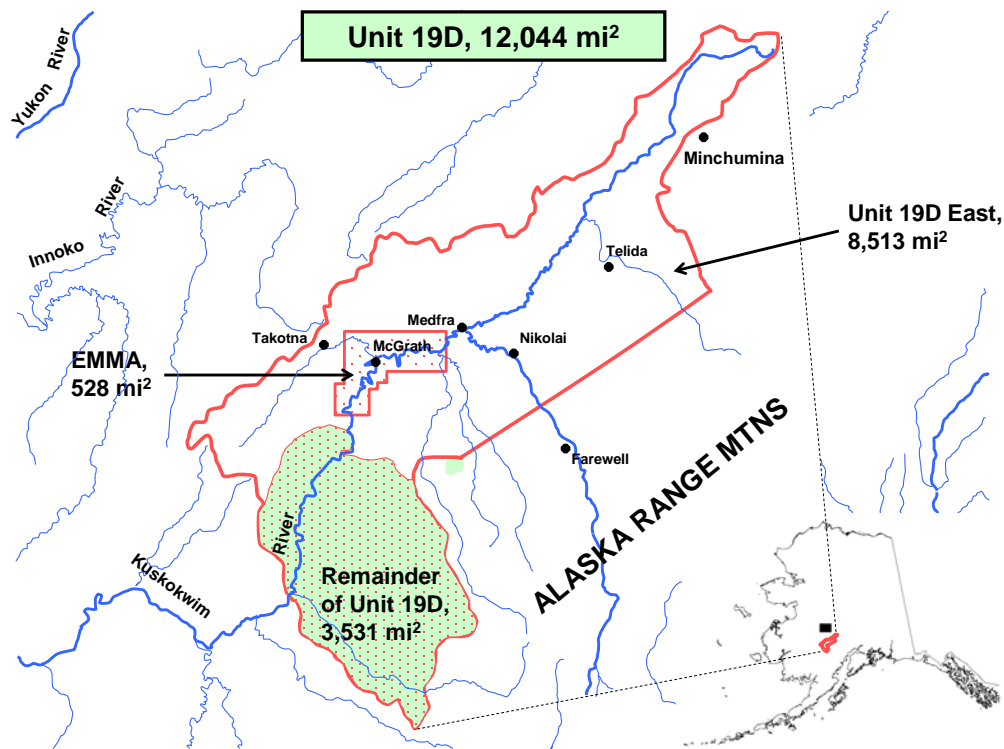 Unit 19D, 12,044 mi²
Yukon River
Minchumina
Innoko River
Unit 19D East,
8,513 mi²
Telida
Medfra
Takotna
McGrath
Nikolai
EMMA,
528 mi²
Farewell
ALASKA RANGE MTNS
Kuskokwim River
Remainder
of Unit 19D,
3,531 mi²